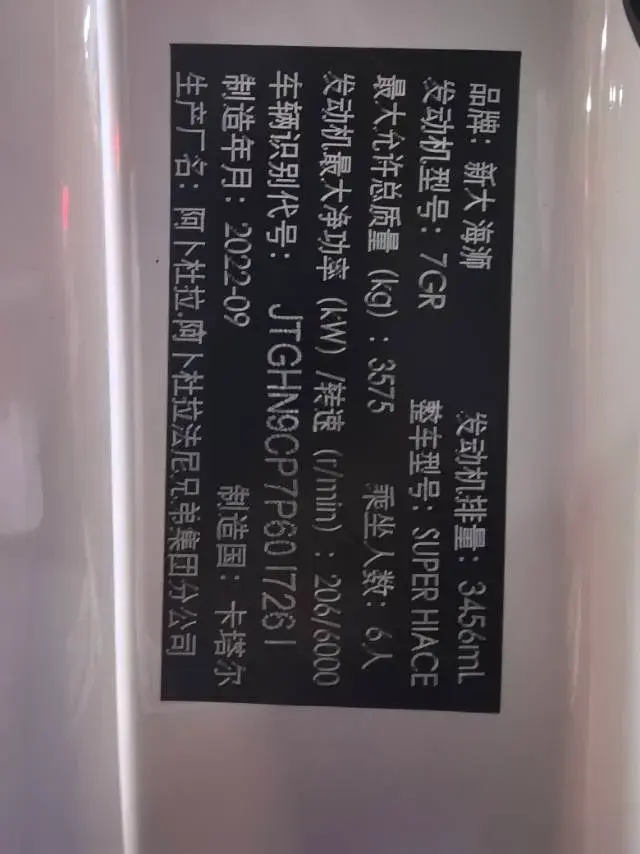 品牌：新大 海狮 发动机排量：3456mL
发动机型号：7GR 整车型号：SUPER HIACE
最大允许总质量（kg）：3575 乘坐人数：6人
发动机最大净功率（kW）/转速（r/min）：206/6000
车辆识别代号：JTGHN9CP7P6017261
制造年月：2022-09 制造国：卡塔尔
生产厂名：阿卜杜拉.阿卜杜拉法尼兄弟集团分公司